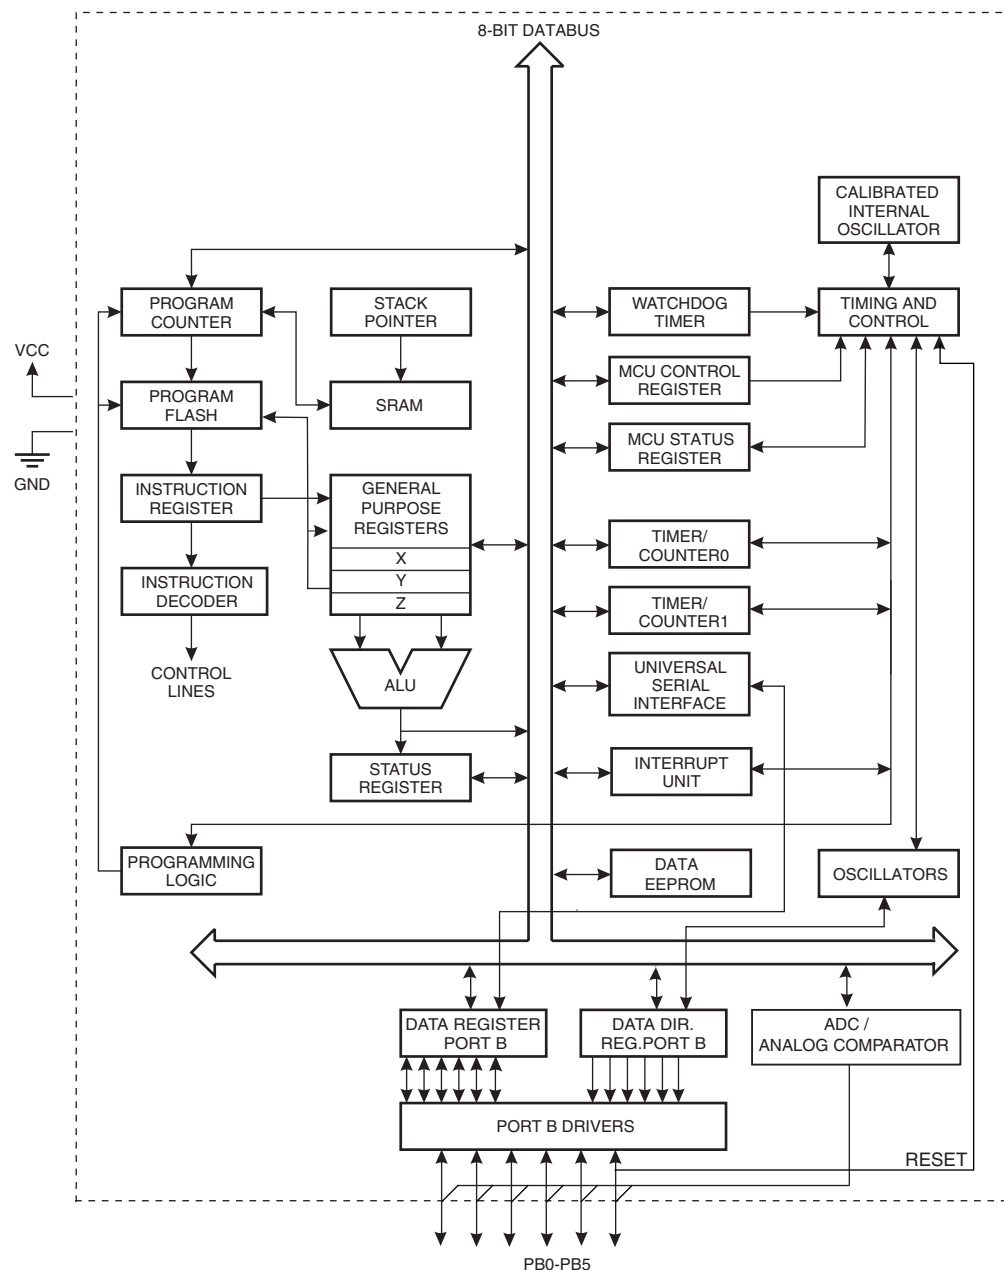 8-BIT DATABUS
CALIBRATED
INTERNAL
OSCILLATOR
PROGRAM
COUNTER
STACK
POINTER
WATCHDOG
TIMER
TIMING AND
CONTROL
VCC
GND
PROGRAM
FLASH
SRAM
MCU CONTROL
REGISTER
MCU STATUS
REGISTER
INSTRUCTION
REGISTER
GENERAL
PURPOSE
REGISTERS
X
Y
Z
INSTRUCTION
DECODER
CONTROL
LINES
TIMER/
COUNTER0
TIMER/
COUNTER1
ALU
UNIVERSAL
SERIAL
INTERFACE
STATUS
REGISTER
INTERRUPT
UNIT
PROGRAMMING
LOGIC
DATA
EEPROM
OSCILLATORS
DATA REGISTER
PORT B
DATA DIR.
REG.PORT B
ADC /
ANALOG COMPARATOR
PORT B DRIVERS
RESET
PB0-PB5